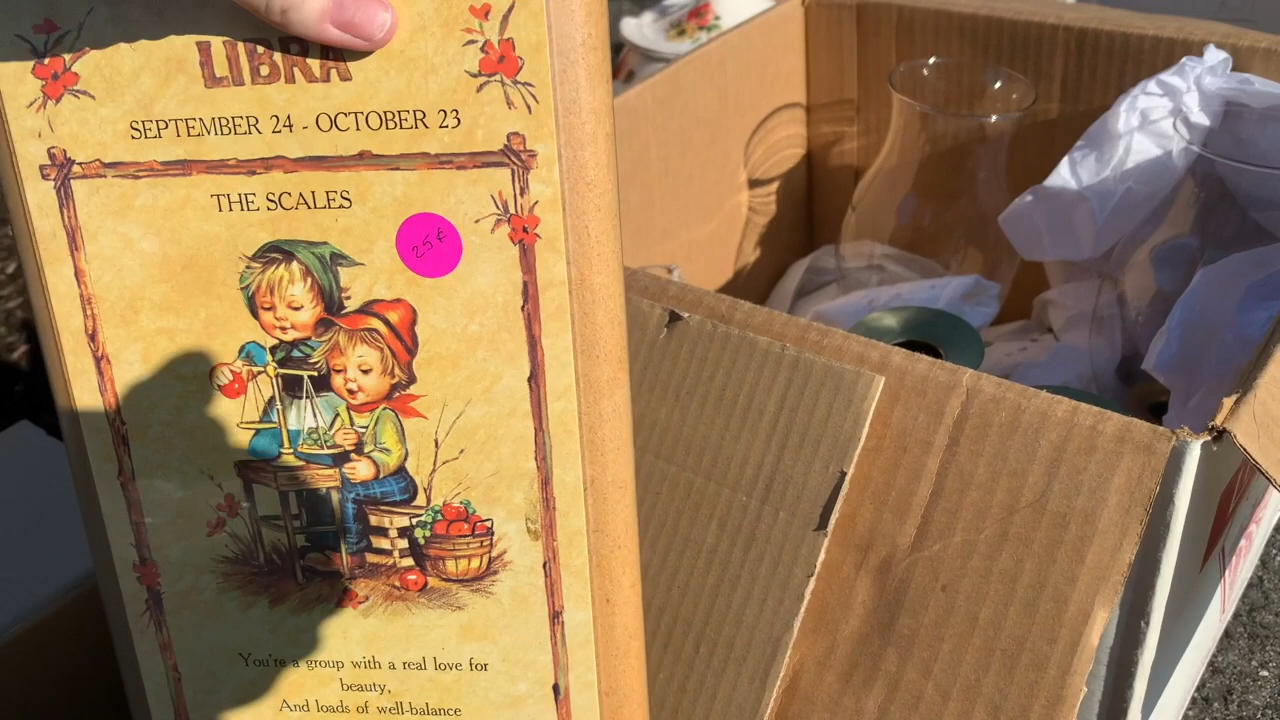 LIBRA
SEPTEMBER 24 - OCTOBER 23
THE SCALES
25¢
You're a group with a real love for
beauty,
And loads of well-balance